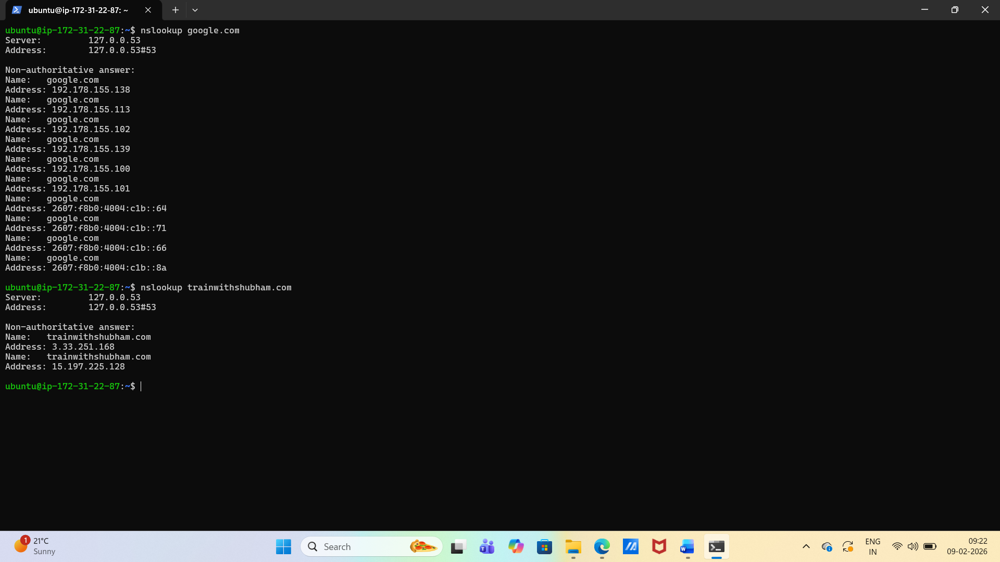 ubuntu@ip-172-31-22-87: ~
ubuntu@ip-172-31-22-87:~$ nslookup google.com
Server:         127.0.0.53
Address:        127.0.0.53#53

Non-authoritative answer:
Name:   google.com
Address: 192.178.155.138
Name:   google.com
Address: 192.178.155.113
Name:   google.com
Address: 192.178.155.102
Name:   google.com
Address: 192.178.155.139
Name:   google.com
Address: 192.178.155.100
Name:   google.com
Address: 192.178.155.101
Name:   google.com
Address: 2607:f8b0:4004:c1b::64
Name:   google.com
Address: 2607:f8b0:4004:c1b::71
Name:   google.com
Address: 2607:f8b0:4004:c1b::66
Name:   google.com
Address: 2607:f8b0:4004:c1b::8a

ubuntu@ip-172-31-22-87:~$ nslookup trainwithshubham.com
Server:         127.0.0.53
Address:        127.0.0.53#53

Non-authoritative answer:
Name:   trainwithshubham.com
Address: 3.33.251.168
Name:   trainwithshubham.com
Address: 15.197.225.128

ubuntu@ip-172-31-22-87:~$
1
21°C
Sunny
Search
T
W
ENG
IN
09:22
09-02-2026